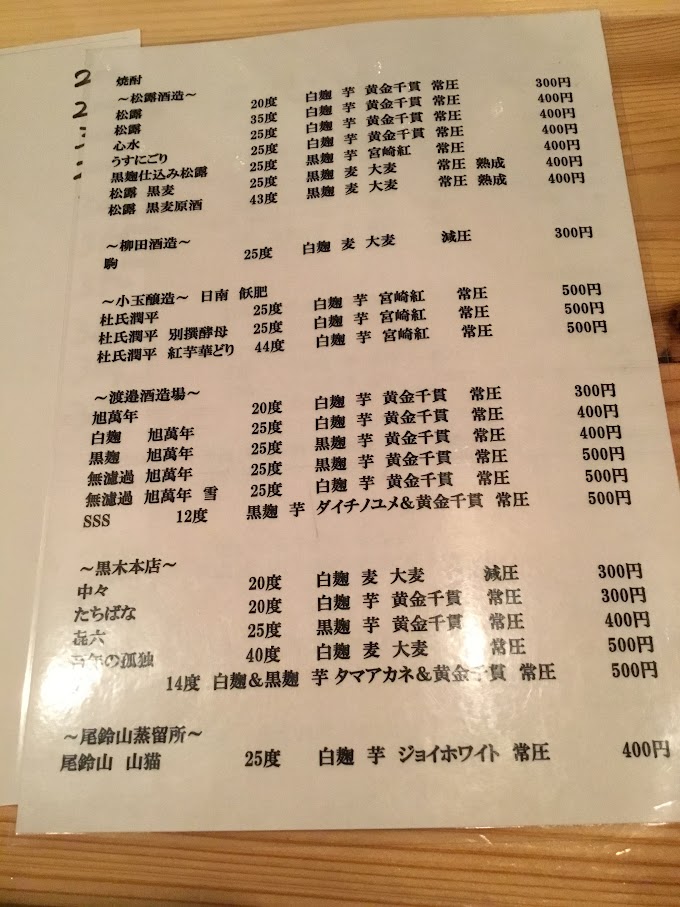 焼酎
～松露酒造～
松露 20度 白麹 芋 黄金千貫 常圧 300円
松露 35度 白麹 芋 黄金千貫 常圧 400円
心水 25度 白麹 芋 黄金千貫 常圧 400円
うすにごり 25度 白麹 芋 黄金千貫 常圧 400円
黒麹仕込み松露 25度 黒麹 芋 宮崎紅 常圧 400円
松露 黒麦 25度 黒麹 麦 大麦 常圧 熟成 400円
松露 黒麦原酒 43度 黒麹 麦 大麦 常圧 熟成 400円
～柳田酒造～
駒 25度 白麹 麦 大麦 減圧 300円
～小玉醸造～ 日南 飫肥
杜氏潤平 25度 白麹 芋 宮崎紅 常圧 500円
杜氏潤平 別撰酵母 25度 白麹 芋 宮崎紅 常圧 500円
杜氏潤平 紅芋華どり 44度 白麹 芋 宮崎紅 常圧 500円
～渡邉酒造場～
旭萬年 20度 白麹 芋 黄金千貫 常圧 300円
白麹 旭萬年 25度 白麹 芋 黄金千貫 常圧 400円
黒麹 旭萬年 25度 黒麹 芋 黄金千貫 常圧 400円
無濾過 旭萬年 25度 黒麹 芋 黄金千貫 常圧 500円
無濾過 旭萬年 雪 25度 白麹 芋 黄金千貫 常圧 500円
SSS 12度 黒麹 芋 ダイチノユメ&黄金千貫 常圧 500円
～黒木本店～
中々 20度 白麹 麦 大麦 減圧 300円
たちばな 20度 白麹 芋 黄金千貫 常圧 300円
㐂六 25度 黒麹 芋 黄金千貫 常圧 400円
百年の孤独 40度 白麹 麦 大麦 常圧 500円
14度 白麹&黒麹 芋 タマアカネ&黄金千貫 常圧 500円
～尾鈴山蒸留所～
尾鈴山 山猫 25度 白麹 芋 ジョイホワイト 常圧 400円